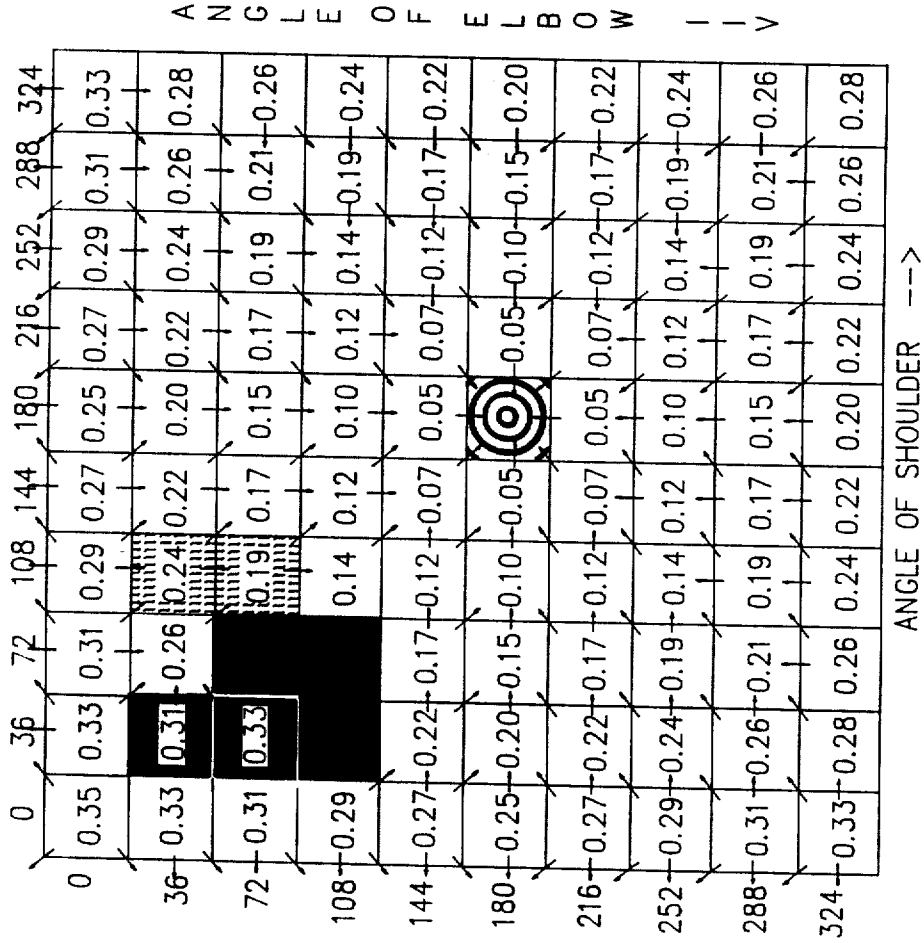 A N G L E O F E L B O W I I V
0 36 72 108 144 180 216 252 288 324
0 0.35 0.33 0.31 0.29 0.27 0.25 0.27 0.29 0.31 0.33
36 0.33 0.31 0.26 0.24 0.22 0.20 0.22 0.24 0.26 0.28
72 0.31 0.33 0.19 0.17 0.15 0.17 0.19 0.21 0.26
108 0.29 0.14 0.12 0.10 0.12 0.14 0.19 0.24
144 0.27 0.22 0.17 0.12 0.07 0.05 0.07 0.12 0.17 0.22
180 0.25 0.20 0.15 0.10 0.05 0.05 0.10 0.15 0.20
216 0.27 0.22 0.17 0.12 0.07 0.05 0.07 0.12 0.17 0.22
252 0.29 0.24 0.19 0.14 0.12 0.10 0.12 0.14 0.19 0.24
288 0.31 0.26 0.21 0.19 0.17 0.15 0.17 0.19 0.21 0.26
324 0.33 0.28 0.26 0.24 0.22 0.20 0.22 0.24 0.26 0.28
ANGLE OF SHOULDER -->